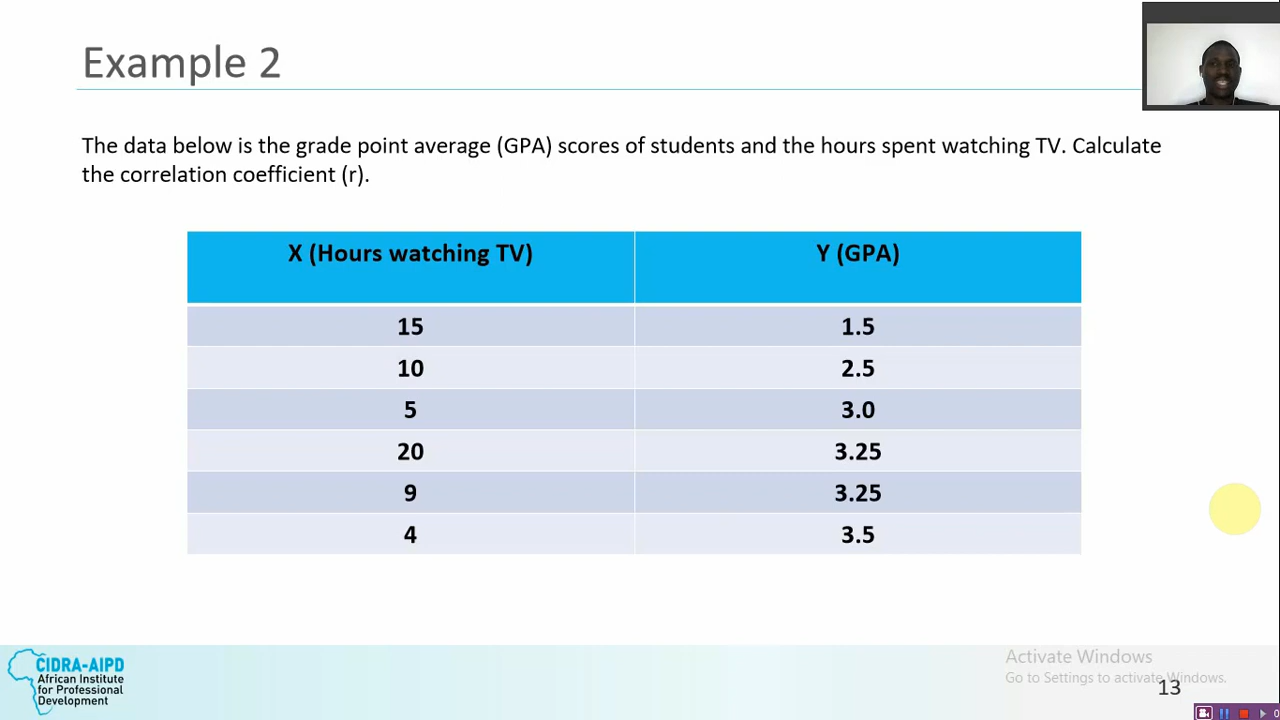 Example 2
The data below is the grade point average (GPA) scores of students and the hours spent watching TV. Calculate
the correlation coefficient (r).
X (Hours watching TV) Y (GPA)
15 1.5
10 2.5
5 3.0
20 3.25
9 3.25
4 3.5
CIDRA-AIPD
African Institute
for Professional
Development
Activate Windows
Go to Settings to activate Windows.
13
0